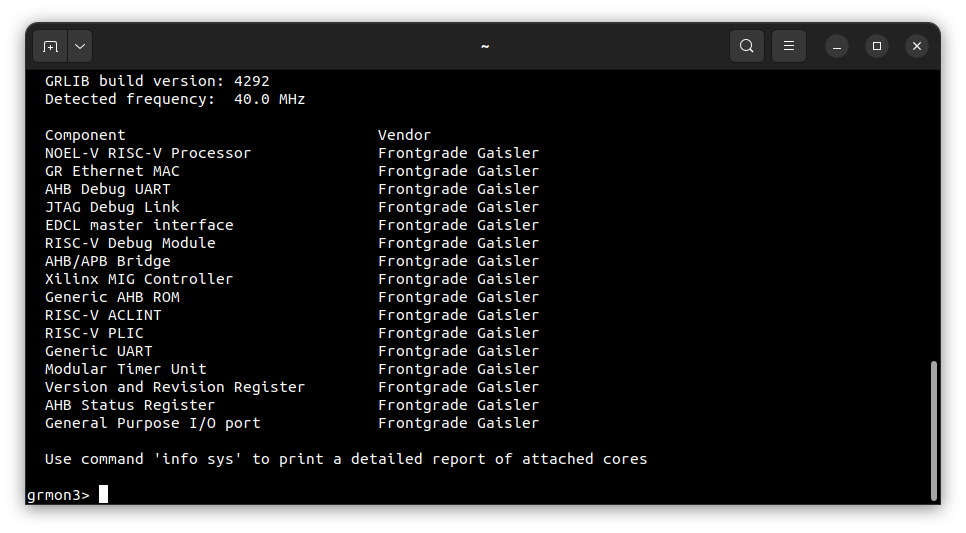 ~
GRLIB build version: 4292
Detected frequency:  40.0 MHz
Component                            Vendor
NOEL-V RISC-V Processor              Frontgrade Gaisler
GR Ethernet MAC                      Frontgrade Gaisler
AHB Debug UART                       Frontgrade Gaisler
JTAG Debug Link                      Frontgrade Gaisler
EDCL master interface                Frontgrade Gaisler
RISC-V Debug Module                  Frontgrade Gaisler
AHB/APB Bridge                       Frontgrade Gaisler
Xilinx MIG Controller                Frontgrade Gaisler
Generic AHB ROM                      Frontgrade Gaisler
RISC-V ACLINT                        Frontgrade Gaisler
RISC-V PLIC                          Frontgrade Gaisler
Generic UART                         Frontgrade Gaisler
Modular Timer Unit                   Frontgrade Gaisler
Version and Revision Register        Frontgrade Gaisler
AHB Status Register                  Frontgrade Gaisler
General Purpose I/O port             Frontgrade Gaisler
Use command 'info sys' to print a detailed report of attached cores
grmon3>